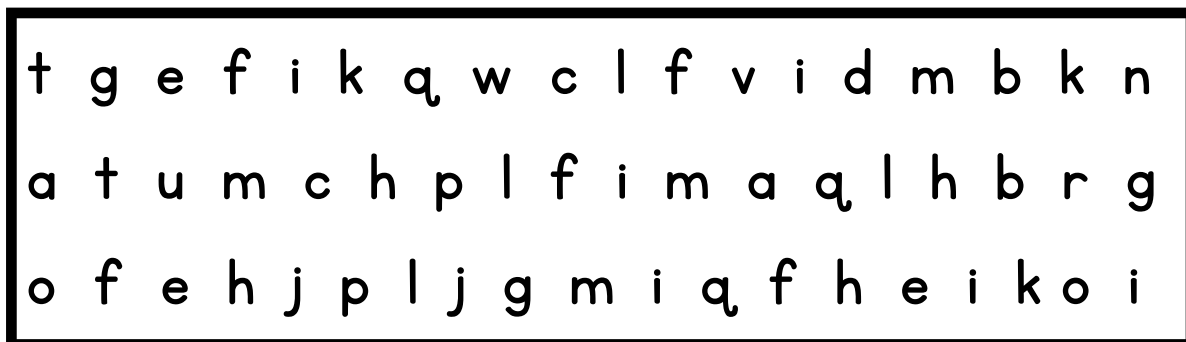 t g e f i k q w c l f v i d m b k n
a t u m c h p l f i m a q l h b r g
o f e h j p l j g m i q f h e i k o i